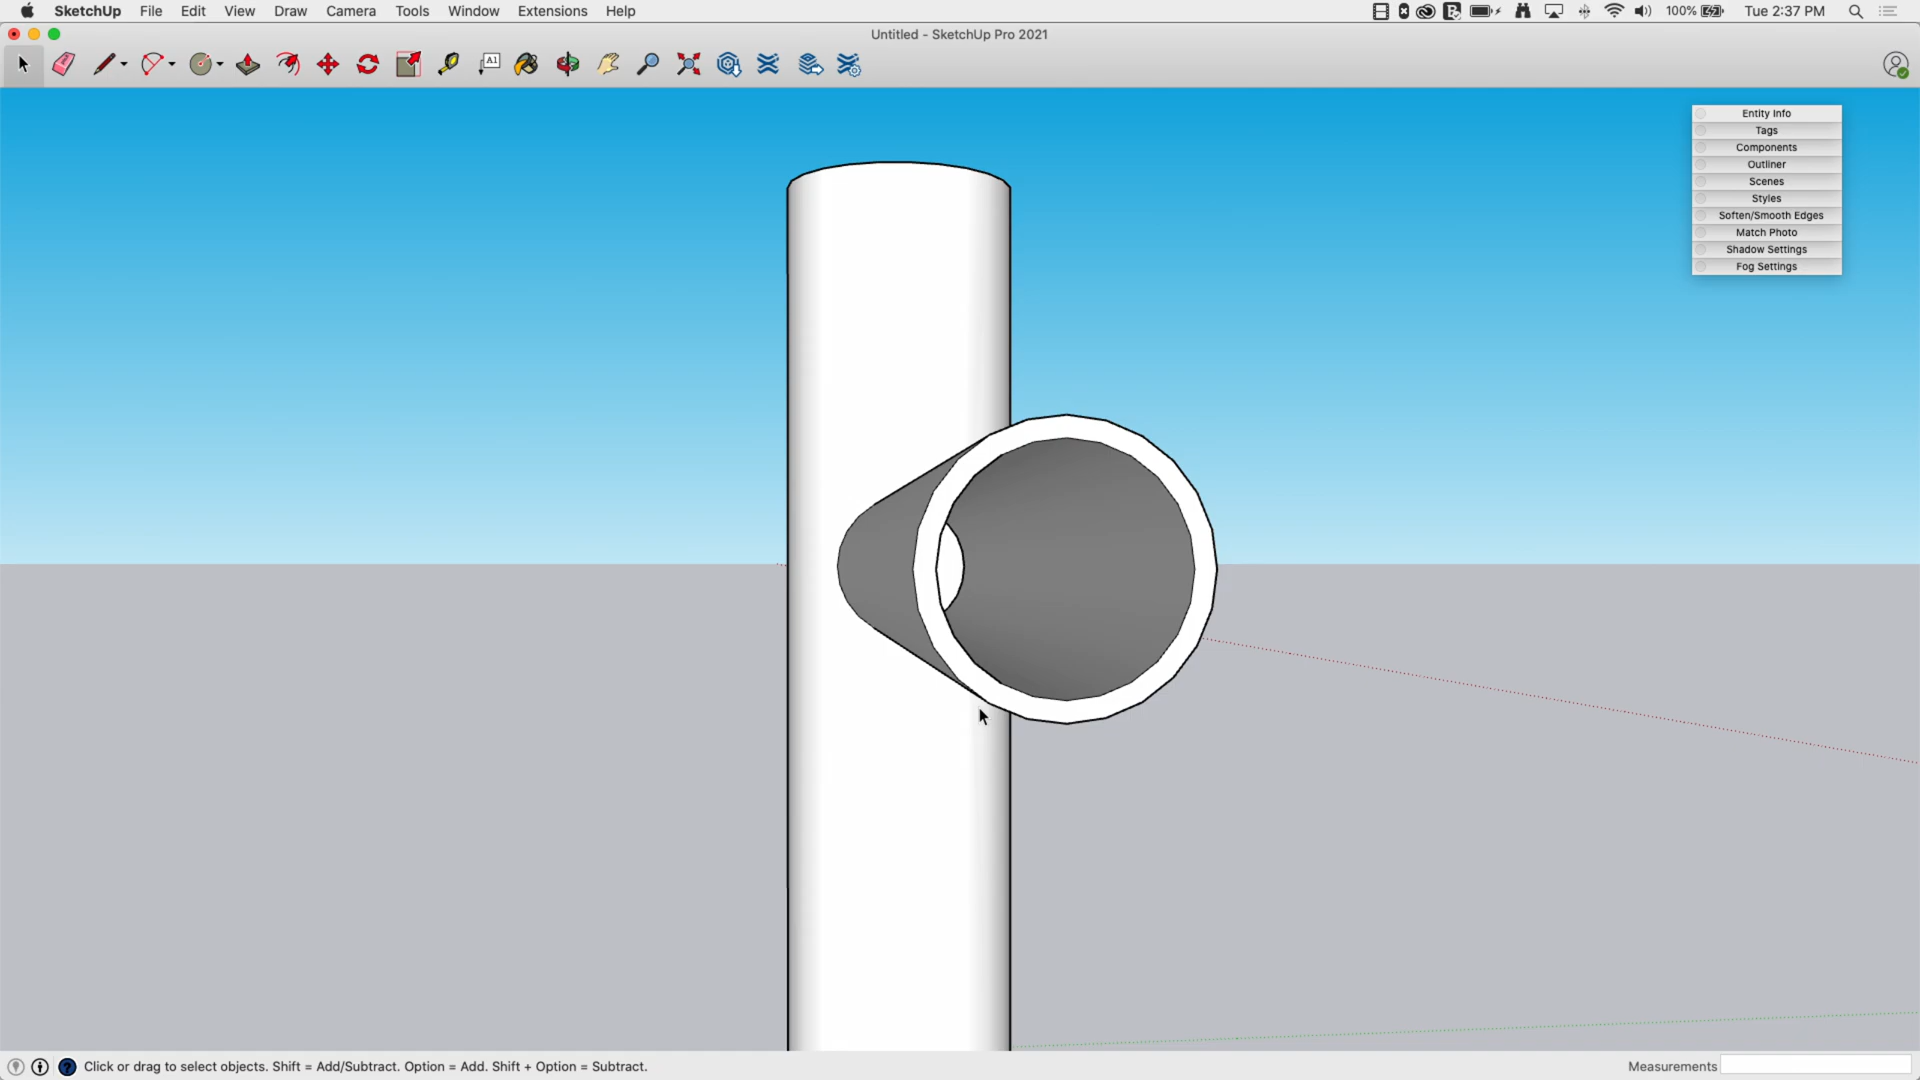 SketchUp File Edit View Draw Camera Tools Window Extensions Help 100% Tue 2:37 PM
Untitled - SketchUp Pro 2021
A1
Entity Info
Tags
Components
Outliner
Scenes
Styles
Soften/Smooth Edges
Match Photo
Shadow Settings
Fog Settings
Click or drag to select objects. Shift = Add/Subtract. Option = Add. Shift + Option = Subtract. Measurements